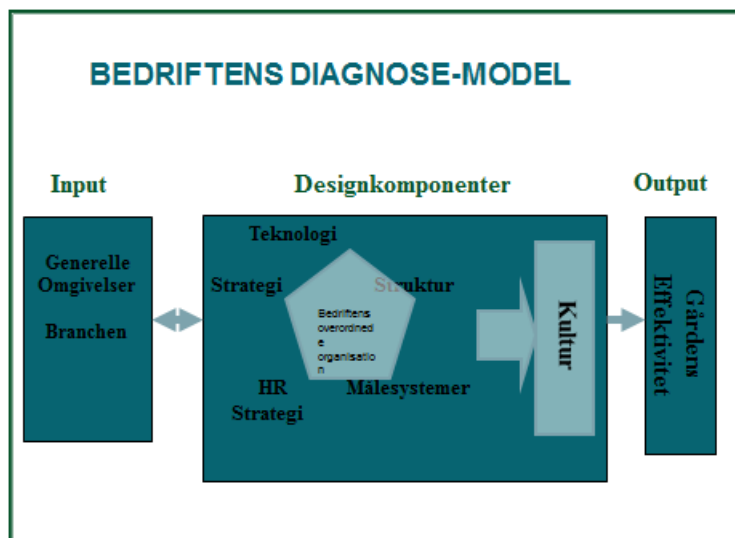 BEDRIFTENS DIAGNOSE-MODEL
Input
Designkomponenter
Output
Generelle
Omgivelser
Branchen
Teknologi
Strategi
Struktur
Bedriftens
overordned
e
organisatio
n
HR
Strategi
Målesystemer
Kultur
Gårdens
Effektivitet